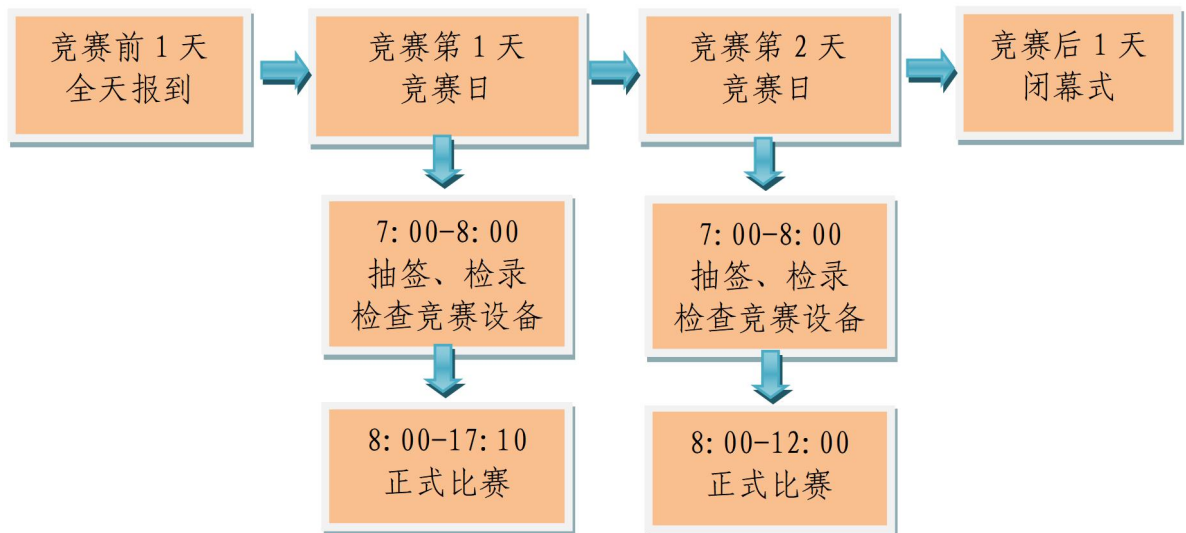 竞赛前 1 天
全天报到
竞赛第 1 天
竞赛日
竞赛第 2 天
竞赛日
竞赛后 1 天
闭幕式
7: 00-8: 00
抽签、检录
检查竞赛设备
7: 00-8: 00
抽签、检录
检查竞赛设备
8: 00-17: 10
正式比赛
8: 00-12: 00
正式比赛